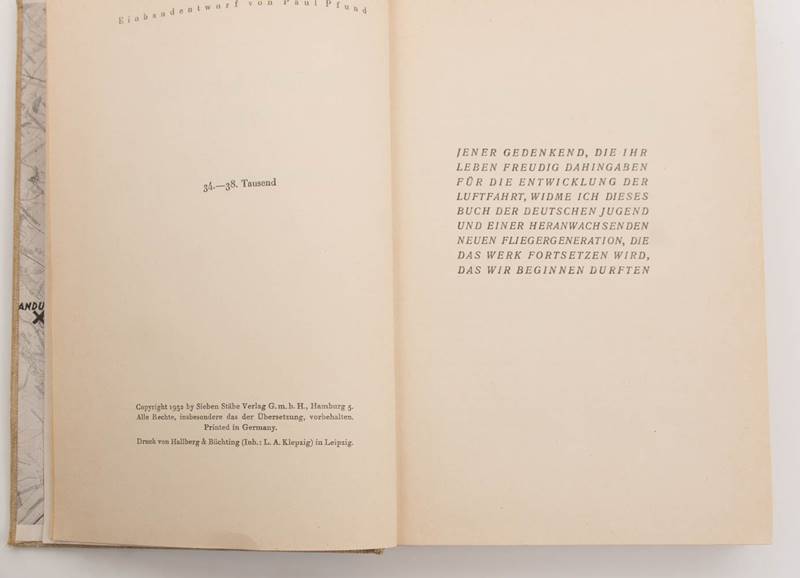 Einbandentwurf von Paul Pfund
34.—38. Tausend
Copyright 1932 by Sieben Stäbe Verlag G. m. b. H., Hamburg 5.
Alle Rechte, insbesondere das der Übersetzung, vorbehalten.
Printed in Germany.
Druck von Hallberg & Büchting (Inh.: L. A. Klepzig) in Leipzig.
ANDU
JENER GEDENKEND, DIE IHR
LEBEN FREUDIG DAHINGABEN
FÜR DIE ENTWICKLUNG DER
LUFTFAHRT, WIDME ICH DIESES
BUCH DER DEUTSCHEN JUGEND
UND EINER HERANWACHSENDEN
NEUEN FLIEGERGENERATION, DIE
DAS WERK FORTSETZEN WIRD,
DAS WIR BEGINNEN DURFTEN